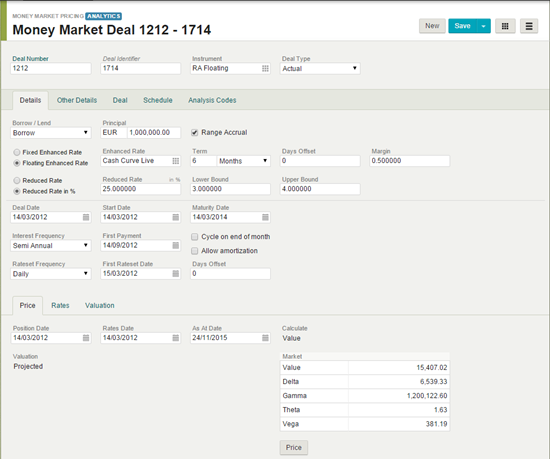 MONEY MARKET PRICING ANALYTICS
Money Market Deal 1212 - 1714
New Save
Deal Number Deal Identifier Instrument Deal Type
1212 1714 RA Floating Actual
Details Other Details Deal Schedule Analysis Codes
Borrow / Lend Principal
Borrow EUR 1,000,000.00 Range Accrual
Fixed Enhanced Rate Enhanced Rate Term Days Offset Margin
Floating Enhanced Rate Cash Curve Live 6 Months 0 0.500000
Reduced Rate Reduced Rate in % Lower Bound Upper Bound
Reduced Rate in % 25.000000 3.000000 4.000000
Deal Date Start Date Maturity Date
14/03/2012 14/03/2012 14/03/2014
Interest Frequency First Payment Cycle on end of month
Semi Annual 14/09/2012 Allow amortization
Rateset Frequency First Rateset Date Days Offset
Daily 15/03/2012 0
Price Rates Valuation
Position Date Rates Date As At Date Calculate
14/03/2012 14/03/2012 24/11/2015 Value
Valuation Market
Projected Value 15,407.02
Delta 6,539.33
Gamma 1,200,122.60
Theta 1.63
Vega 381.19
Price